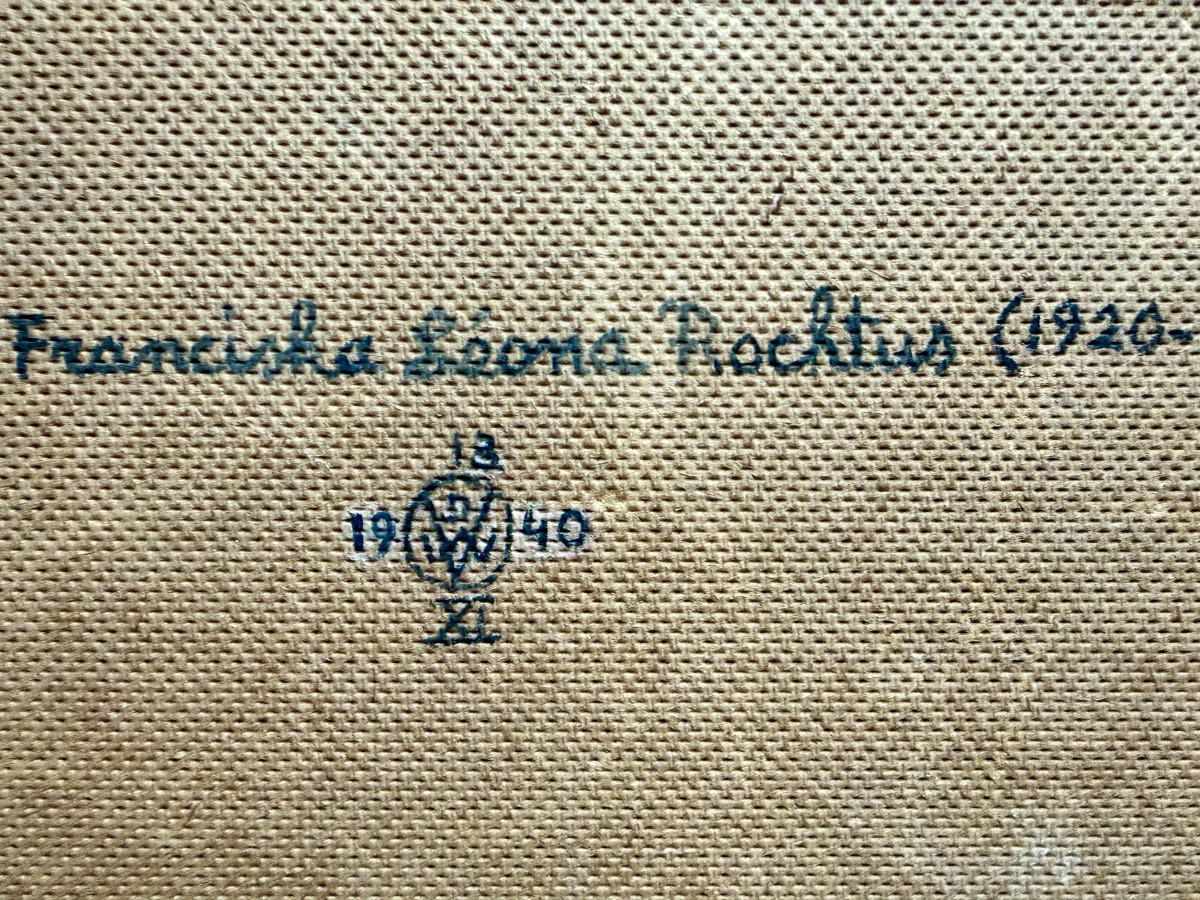 Franciska Léona Rochtus (1920-
13
19 40
XI